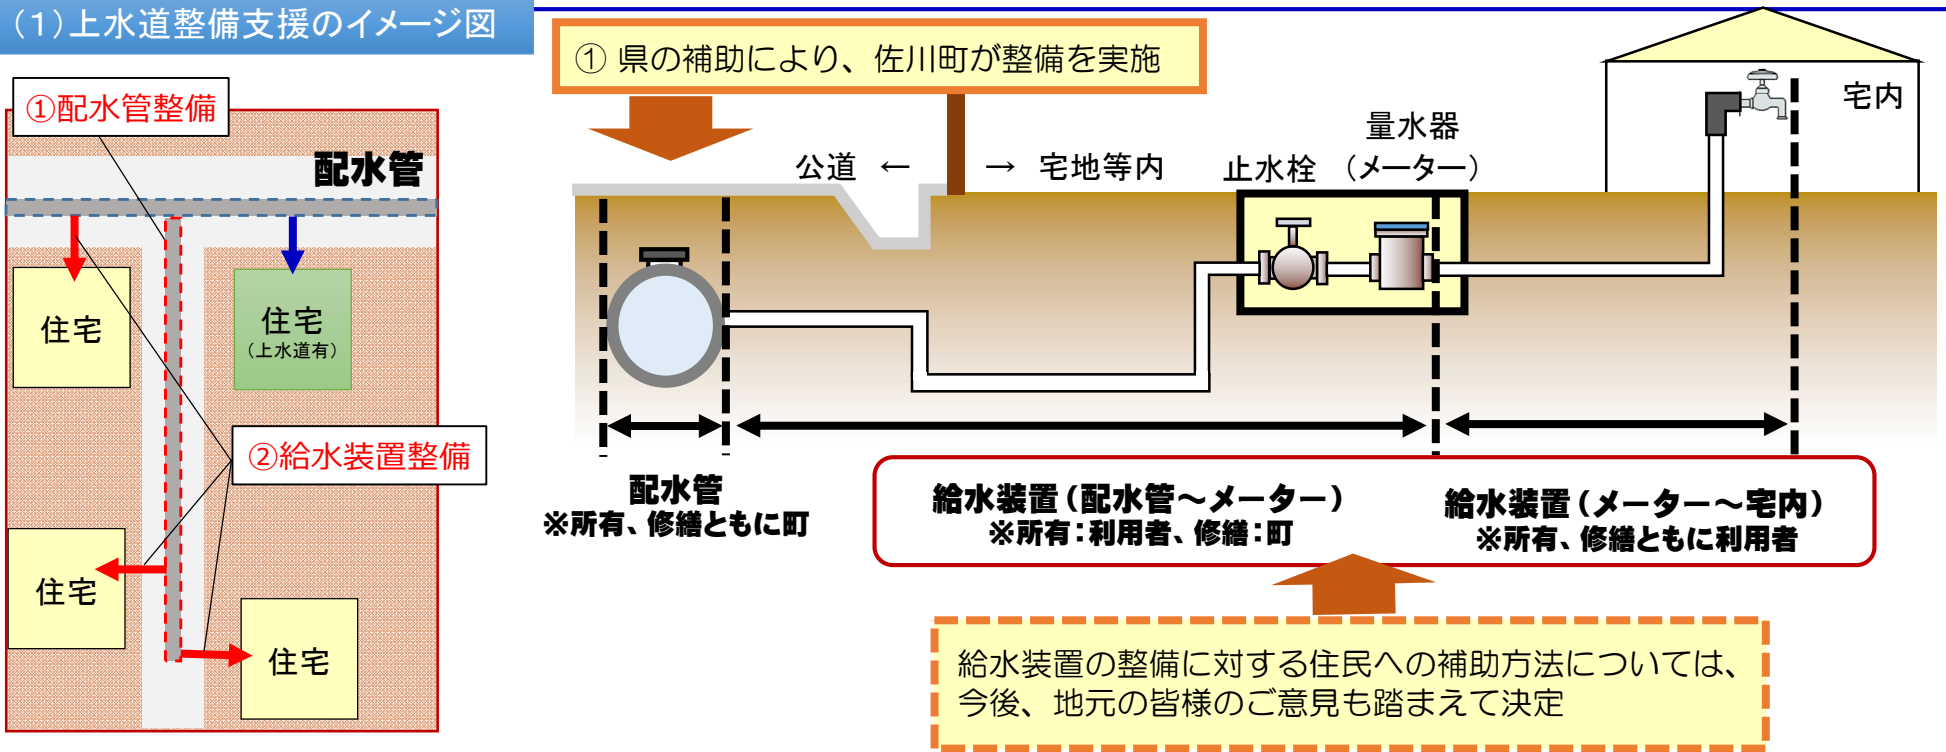 （1）上水道整備支援のイメージ図
①配水管整備
配水管
住宅
住宅
（上水道有）
②給水装置整備
住宅
住宅
① 県の補助により、佐川町が整備を実施
公道 ←
→ 宅地等内
止水栓
量水器
（メーター）
宅内
配水管
※所有、修繕ともに町
給水装置（配水管～メーター）
※所有：利用者、修繕：町
給水装置（メーター～宅内）
※所有、修繕ともに利用者
給水装置の整備に対する住民への補助方法については、
今後、地元の皆様のご意見も踏まえて決定